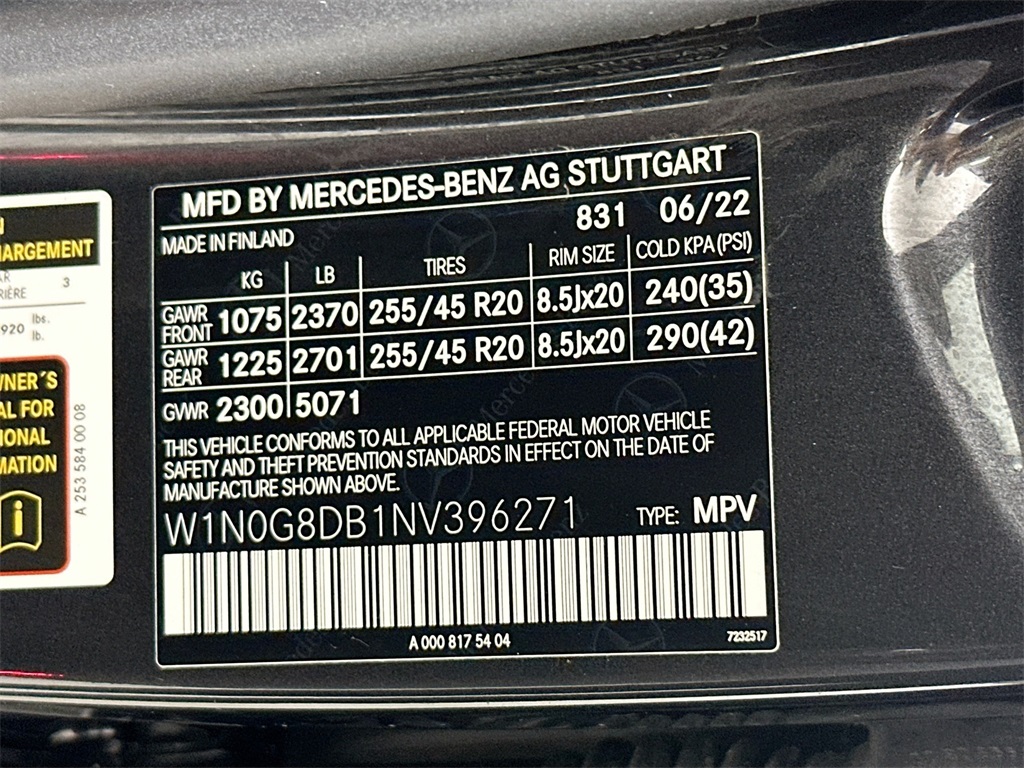 MFD BY MERCEDES-BENZ AG STUTTGART
831 06/22
MADE IN FINLAND
KG LB TIRES RIM SIZE COLD KPA (PSI)
GAWR FRONT 1075 2370 255/45 R20 8.5Jx20 240(35)
GAWR REAR 1225 2701 255/45 R20 8.5Jx20 290(42)
GVWR 2300 5071
THIS VEHICLE CONFORMS TO ALL APPLICABLE FEDERAL MOTOR VEHICLE
SAFETY AND THEFT PREVENTION STANDARDS IN EFFECT ON THE DATE OF
MANUFACTURE SHOWN ABOVE.
W1N0G8DB1NV396271 TYPE: MPV
A 000 817 54 04 7232517
N
HARGEMENT
AR
RIÈRE 3
920 lbs.
lb.
WNER´S
AL FOR
IONAL
MATION
i
A 253 584 00 08